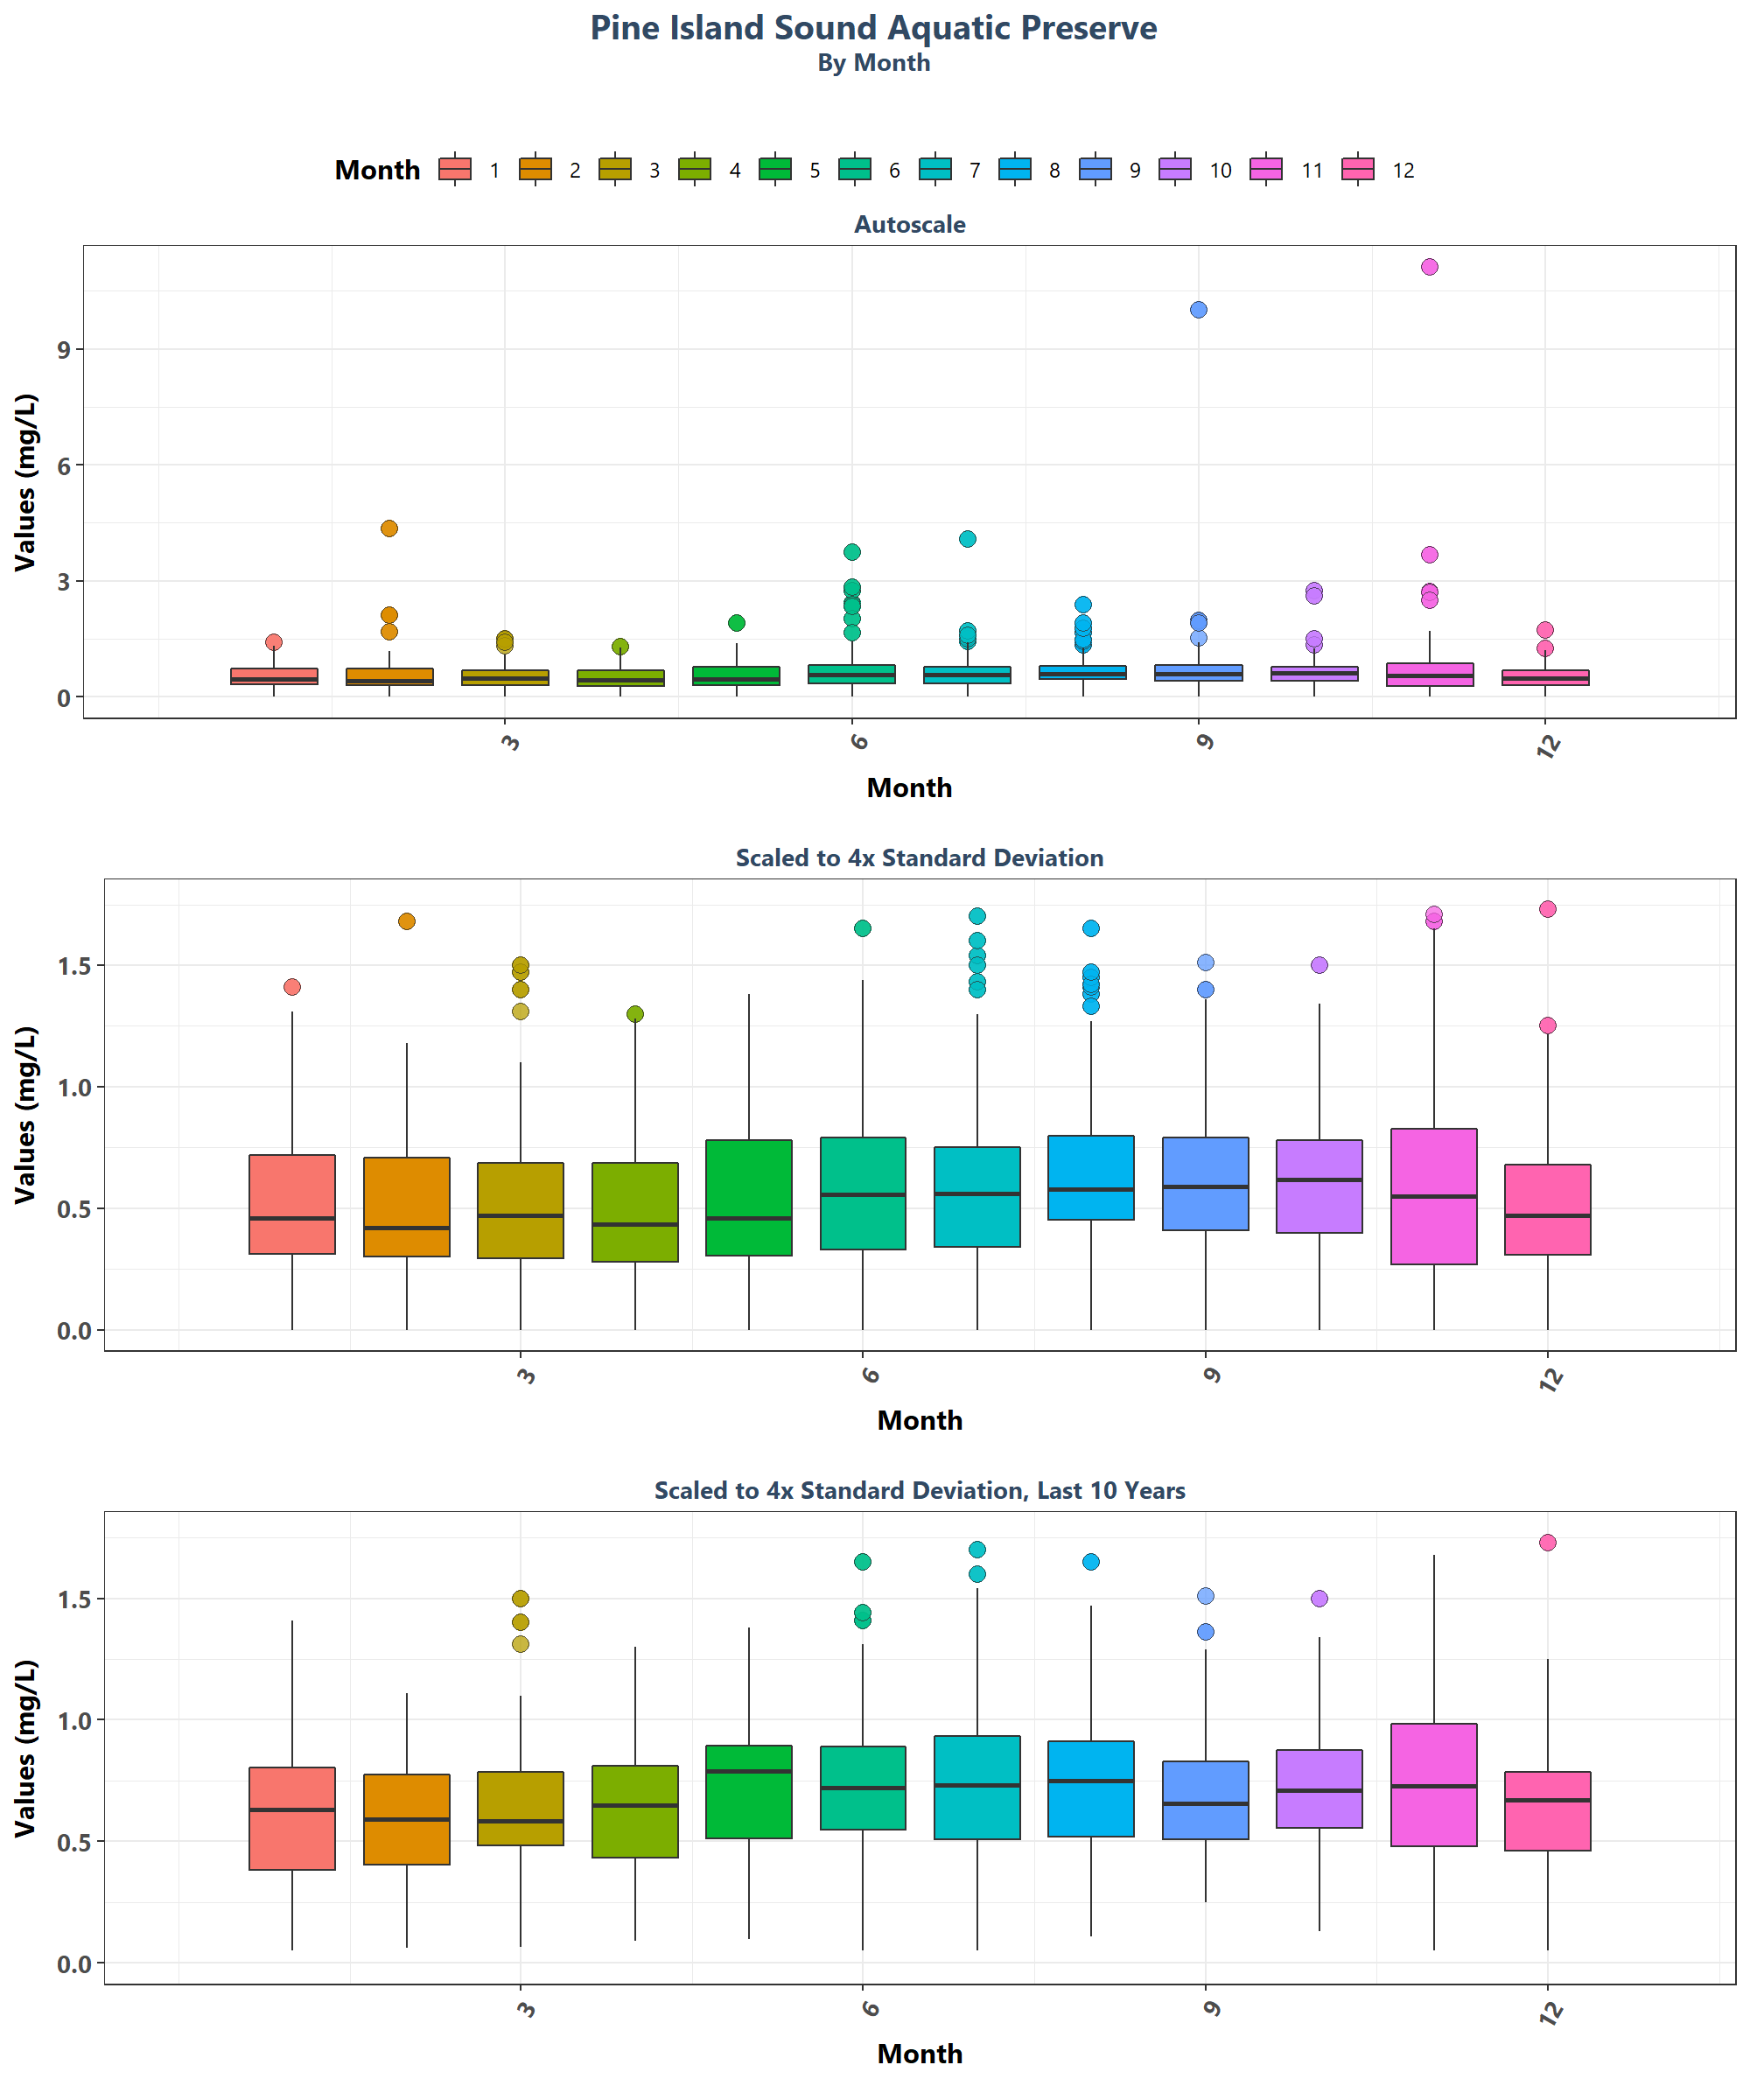 Pine Island Sound Aquatic Preserve
By Month
Month 1 2 3 4 5 6 7 8 9 10 11 12
Autoscale
Values (mg/L)
9
6
3
0
3 6 9 12
Month
Scaled to 4x Standard Deviation
Values (mg/L)
1.5
1.0
0.5
0.0
3 6 9 12
Month
Scaled to 4x Standard Deviation, Last 10 Years
Values (mg/L)
1.5
1.0
0.5
0.0
3 6 9 12
Month